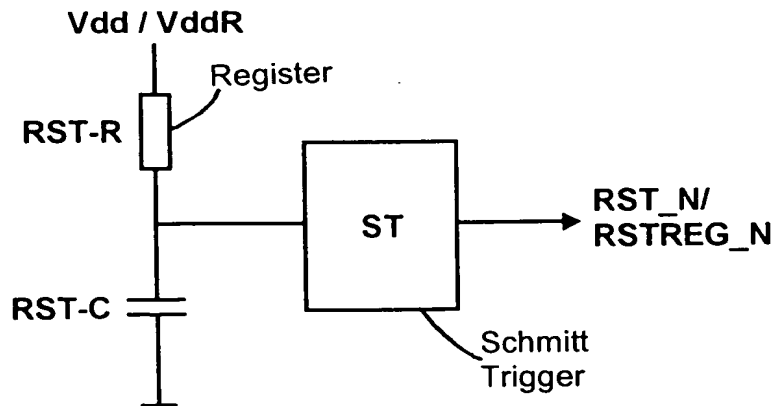 Vdd / VddR
Register
RST-R
ST
RST_N/
RSTREG_N
RST-C
Schmitt
Trigger